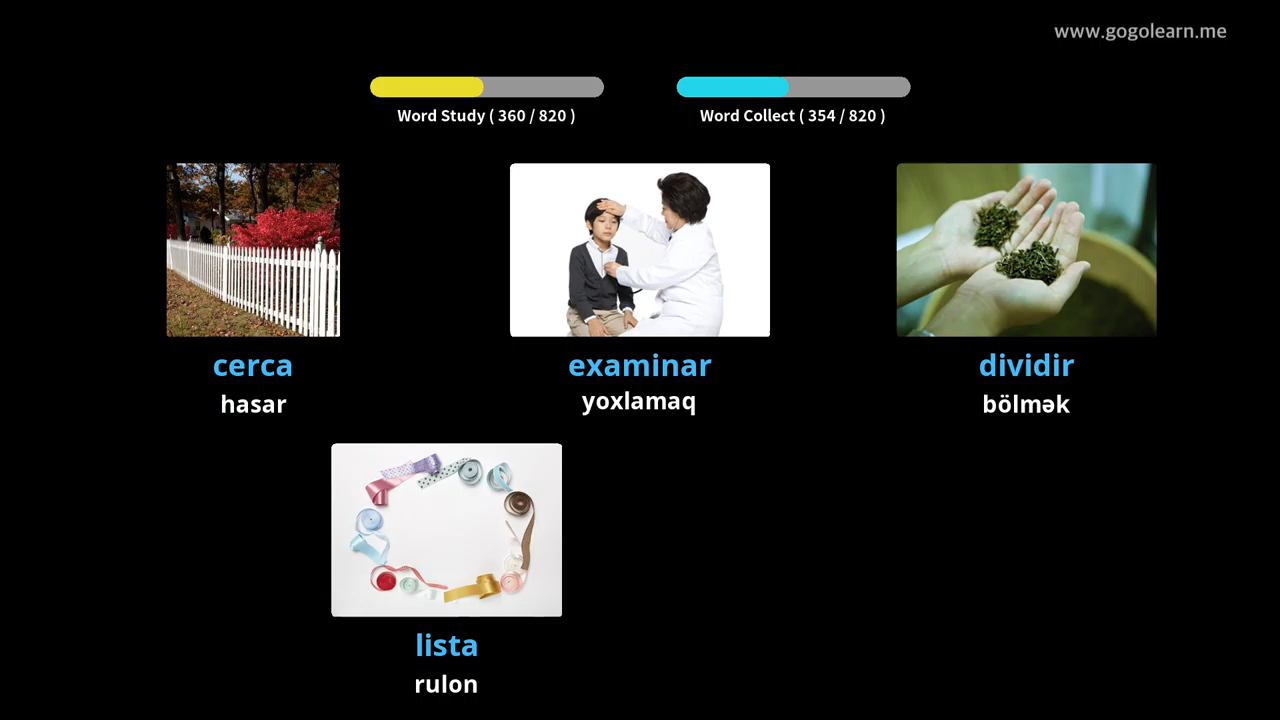 www.gogolearn.me
Word Study ( 360 / 820 )
Word Collect ( 354 / 820 )
cerca
hasar
examinar
yoxlamaq
dividir
bölmək
lista
rulon